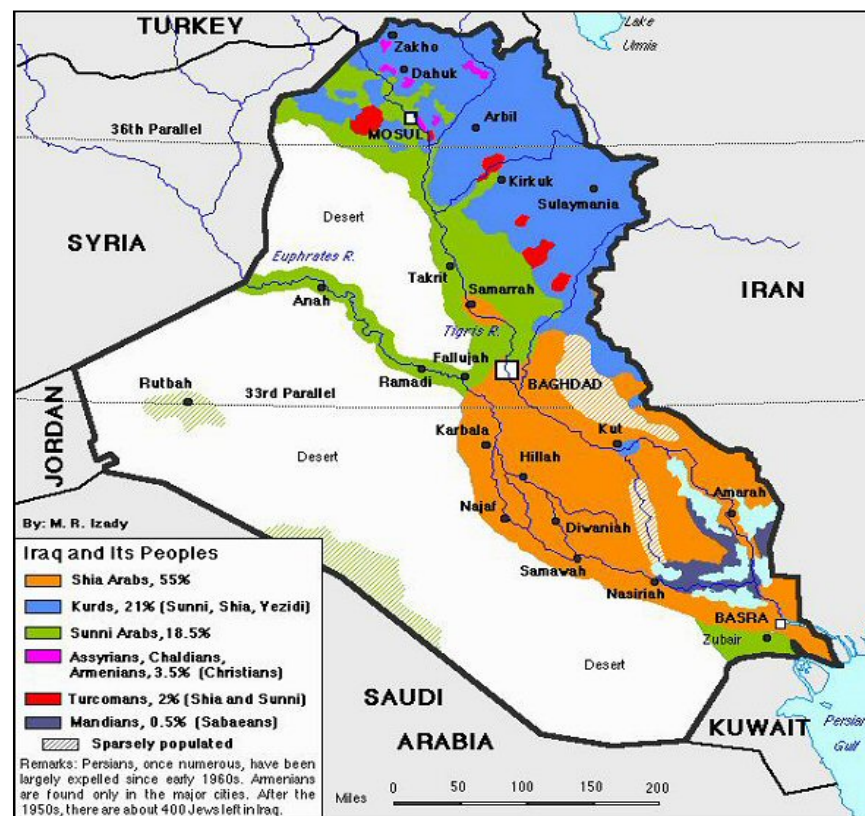 TURKEY
Lake
Urmia
Zakho
Dahuk
Arbil
36th Parallel
MOSUL
Kirkuk
Sulaymania
SYRIA
Desert
Euphrates R.
Takrit
Samarrah
IRAN
Anah
Tigris R.
Fallujah
BAGHDAD
Rutbah
Ramadi
33rd Parallel
JORDAN
Karbala
Kut
Hillah
Desert
Amarah
Najaf
Diwaniah
By: M. R. Izady
Samawah
Nasiriah
BASRA
Zubair
Desert
SAUDI
ARABIA
KUWAIT
Persian
Gulf
Iraq and Its Peoples
Shia Arabs, 55%
Kurds, 21% (Sunni, Shia, Yezidi)
Sunni Arabs, 18.5%
Assyrians, Chaldians,
Armenians, 3.5% (Christians)
Turcomans, 2% (Shia and Sunni)
Mandians, 0.5% (Sabaeans)
Sparsely populated
Remarks: Persians, once numerous, have been
largely expelled since early 1960s. Armenians
are found only in the major cities. After the
1950s, there are about 400 Jews left in Iraq.
Miles
0 50 100 150 200